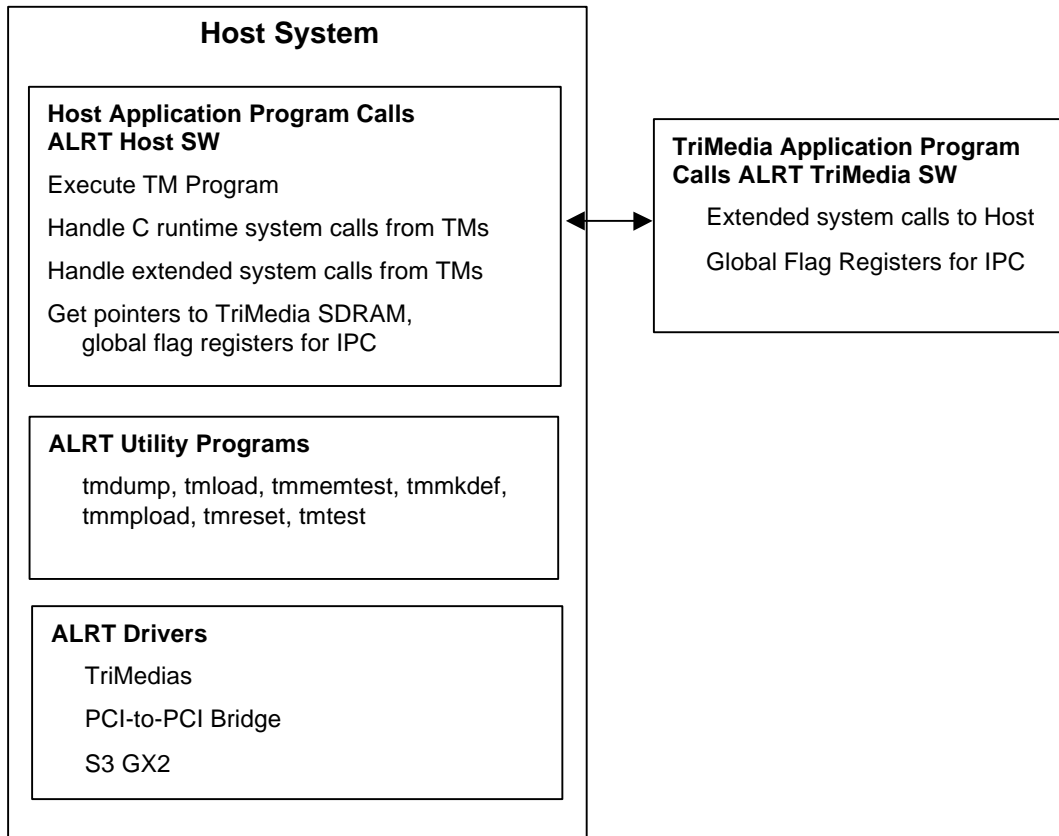 Host System
Host Application Program Calls
ALRT Host SW
Execute TM Program
Handle C runtime system calls from TMs
Handle extended system calls from TMs
Get pointers to TriMedia SDRAM,
global flag registers for IPC
TriMedia Application Program
Calls ALRT TriMedia SW
Extended system calls to Host
Global Flag Registers for IPC
ALRT Utility Programs
tmdump, tmload, tmmemtest, tmmkdef,
tmmpload, tmreset, tmtest
ALRT Drivers
TriMedias
PCI-to-PCI Bridge
S3 GX2